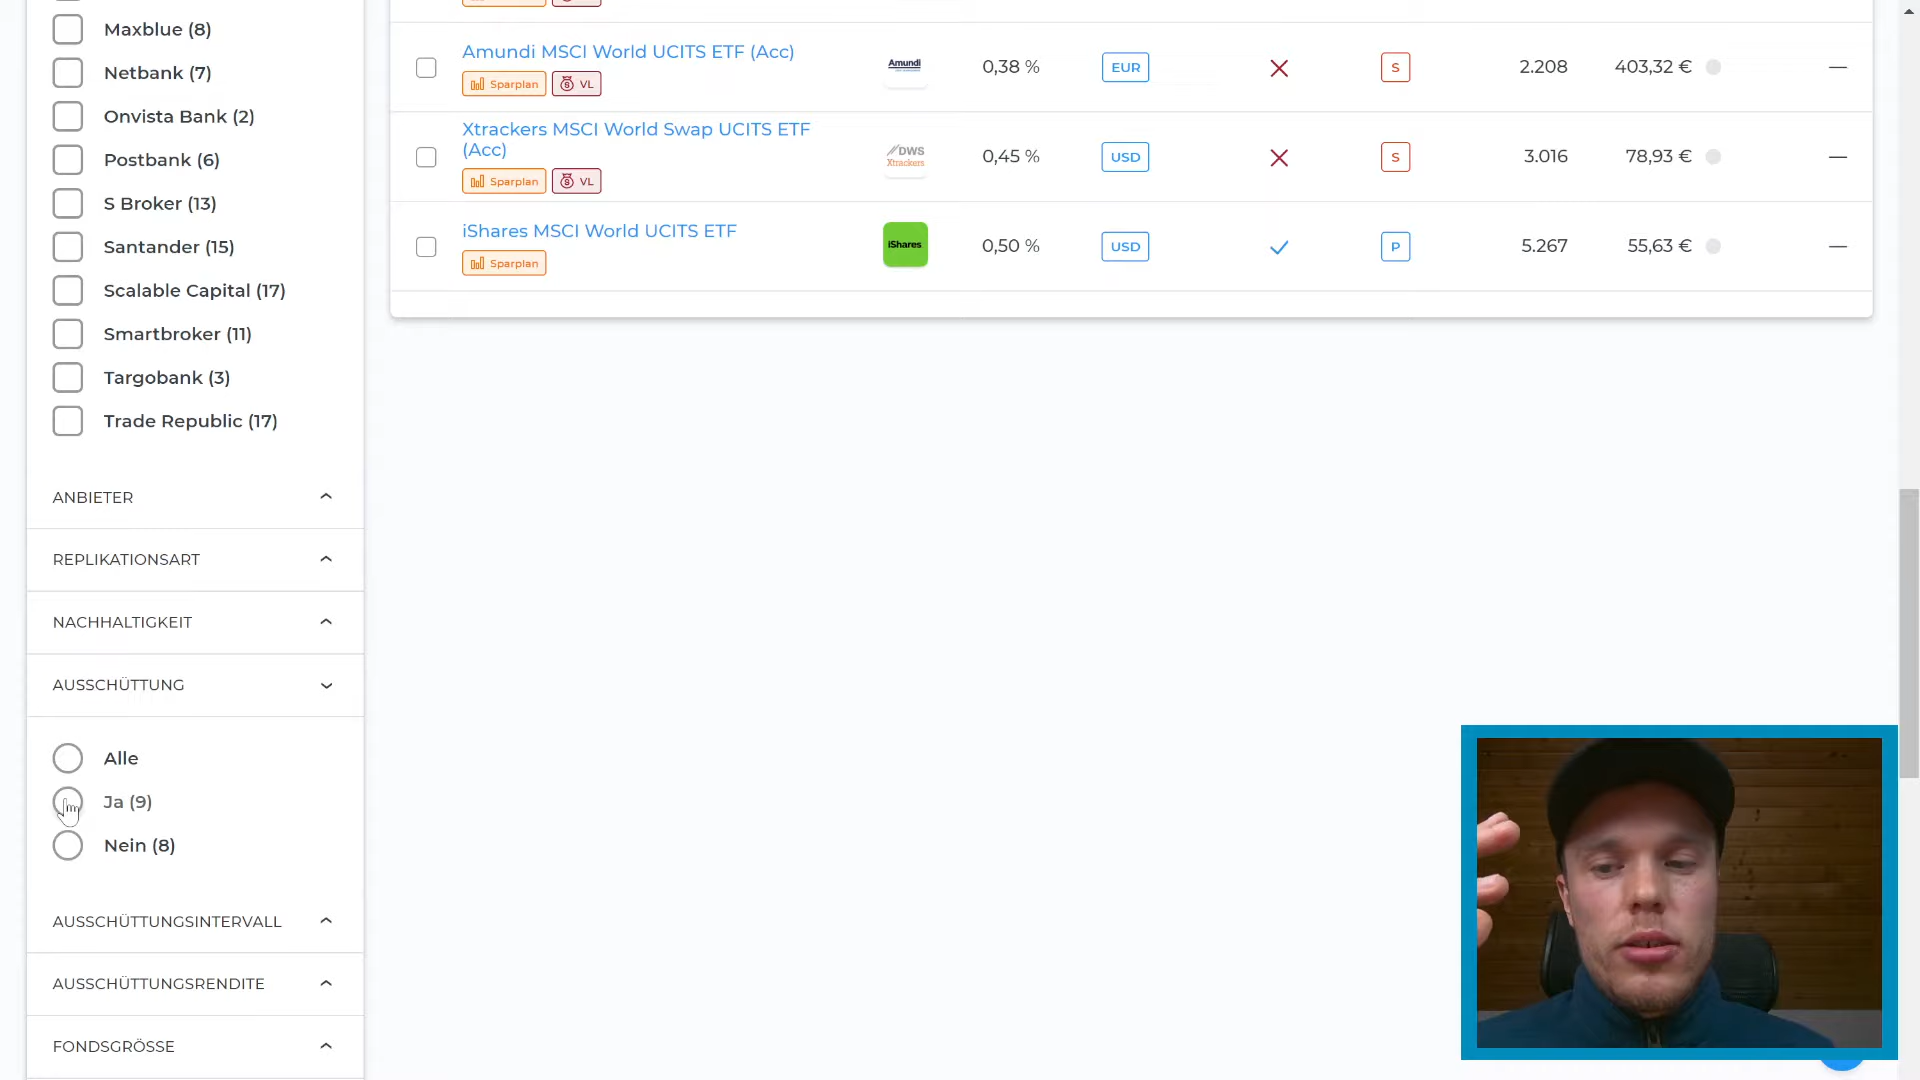 Maxblue (8)
Netbank (7)
Onvista Bank (2)
Postbank (6)
S Broker (13)
Santander (15)
Scalable Capital (17)
Smartbroker (11)
Targobank (3)
Trade Republic (17)
ANBIETER
REPLIKATIONSART
NACHHALTIGKEIT
AUSSCHÜTTUNG
Alle
Ja (9)
Nein (8)
AUSSCHÜTTUNGSINTERVALL
AUSSCHÜTTUNGSRENDITE
FONDSGRÖSSE
Amundi MSCI World UCITS ETF (Acc)
Sparplan VL
Amundi
0,38 % EUR S 2.208 403,32 € —
Xtrackers MSCI World Swap UCITS ETF
(Acc)
Sparplan VL
DWS
Xtrackers
0,45 % USD S 3.016 78,93 € —
iShares MSCI World UCITS ETF
Sparplan
iShares
0,50 % USD P 5.267 55,63 € —